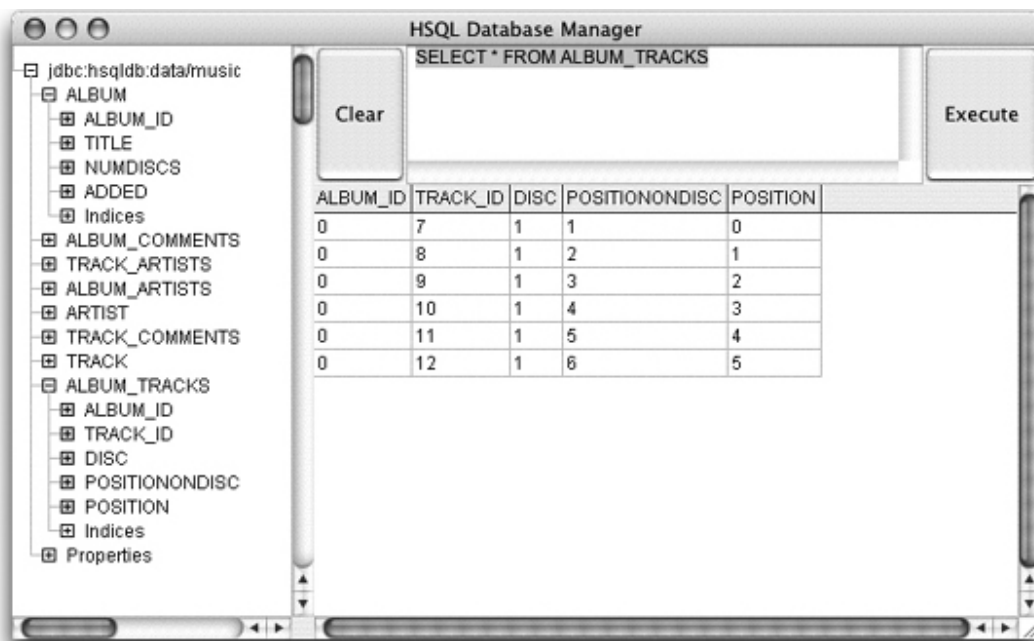 HSQL Database Manager
jdbc:hsqldb:data/music
ALBUM
ALBUM_ID
TITLE
NUMDISCS
ADDED
Indices
ALBUM_COMMENTS
TRACK_ARTISTS
ALBUM_ARTISTS
ARTIST
TRACK_COMMENTS
TRACK
ALBUM_TRACKS
ALBUM_ID
TRACK_ID
DISC
POSITIONONDISC
POSITION
Indices
Properties
Clear
SELECT * FROM ALBUM_TRACKS
Execute
ALBUM_ID TRACK_ID DISC POSITIONONDISC POSITION
0 7 1 1 0
0 8 1 2 1
0 9 1 3 2
0 10 1 4 3
0 11 1 5 4
0 12 1 6 5